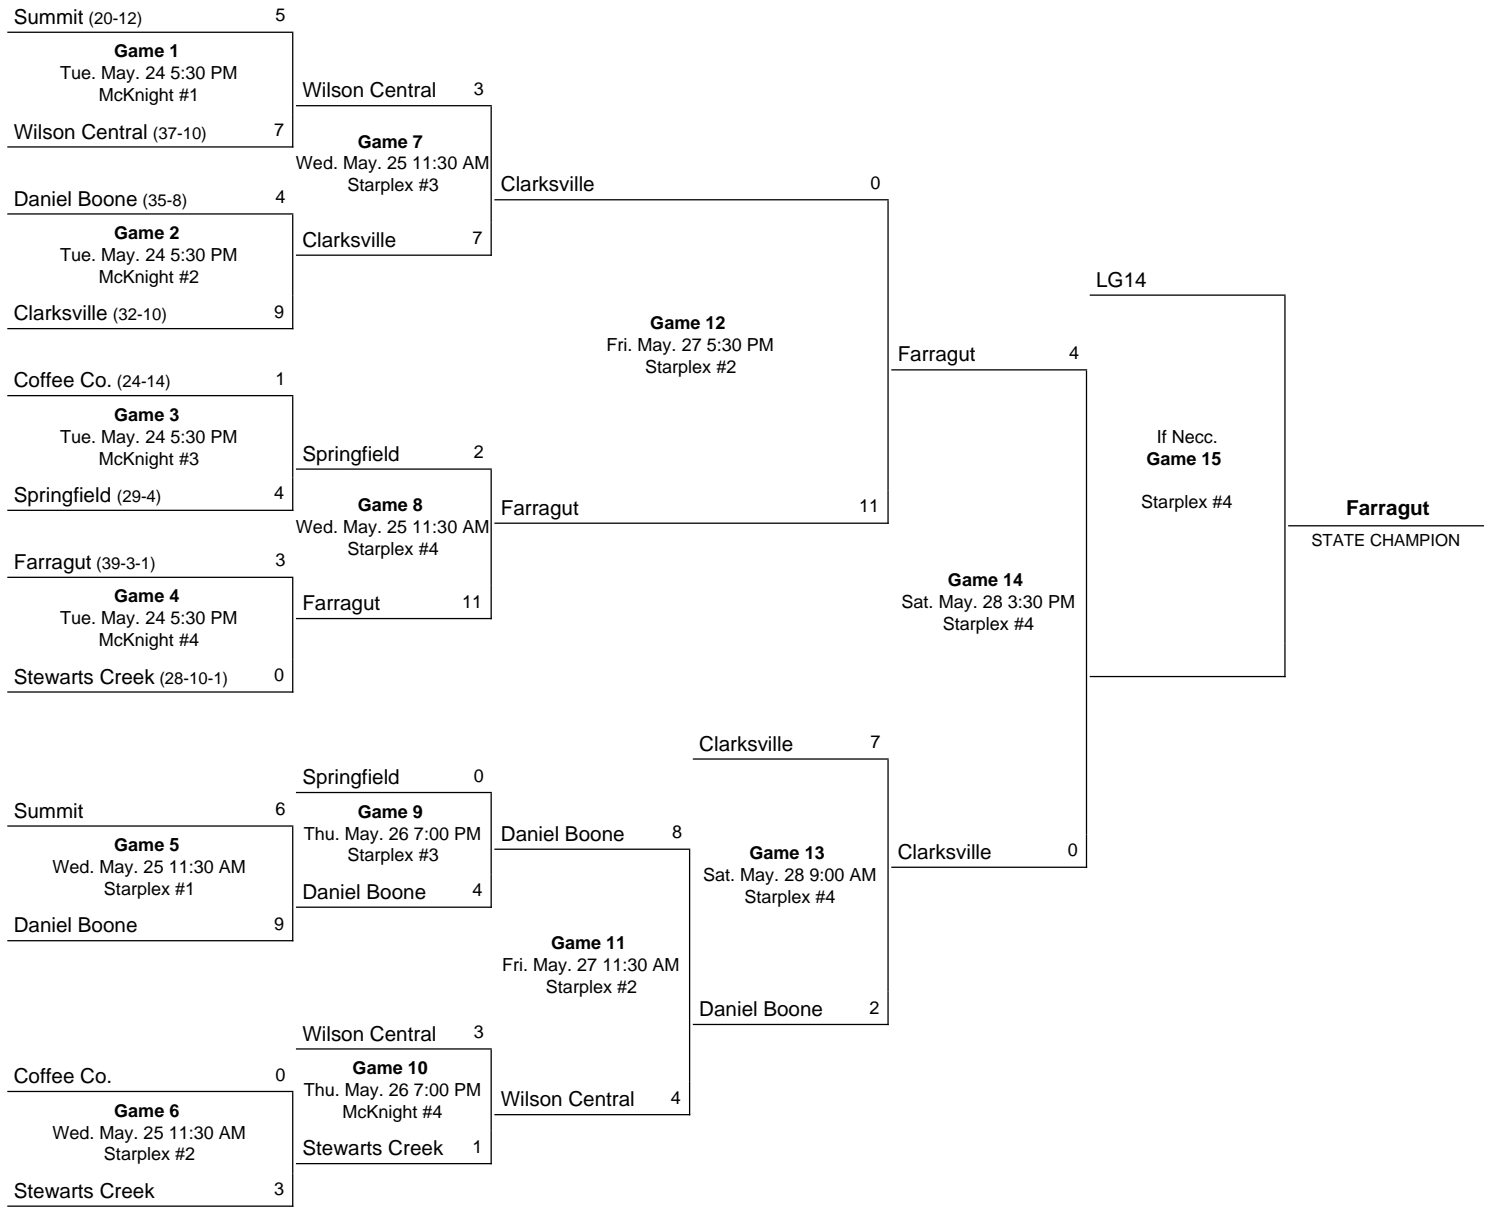 Summit (20-12) 5
Game 1
Tue. May. 24 5:30 PM
McKnight #1
Wilson Central (37-10) 7
Daniel Boone (35-8) 4
Game 2
Tue. May. 24 5:30 PM
McKnight #2
Clarksville (32-10) 9
Coffee Co. (24-14) 1
Game 3
Tue. May. 24 5:30 PM
McKnight #3
Springfield (29-4) 4
Farragut (39-3-1) 3
Game 4
Tue. May. 24 5:30 PM
McKnight #4
Stewarts Creek (28-10-1) 0
Wilson Central 3
Game 7
Wed. May. 25 11:30 AM
Starplex #3
Clarksville 7
Springfield 2
Game 8
Wed. May. 25 11:30 AM
Starplex #4
Farragut 11
Clarksville 0
Game 12
Fri. May. 27 5:30 PM
Starplex #2
Farragut 11
Summit 6
Game 5
Wed. May. 25 11:30 AM
Starplex #1
Daniel Boone 9
Coffee Co. 0
Game 6
Wed. May. 25 11:30 AM
Starplex #2
Stewarts Creek 3
Springfield 0
Game 9
Thu. May. 26 7:00 PM
Starplex #3
Daniel Boone 4
Wilson Central 3
Game 10
Thu. May. 26 7:00 PM
McKnight #4
Stewarts Creek 1
Daniel Boone 8
Game 11
Fri. May. 27 11:30 AM
Starplex #2
Wilson Central 4
Clarksville 7
Game 13
Sat. May. 28 9:00 AM
Starplex #4
Daniel Boone 2
Farragut 4
Game 14
Sat. May. 28 3:30 PM
Starplex #4
Clarksville 0
LG14
If Necc.
Game 15
Starplex #4
Farragut
STATE CHAMPION